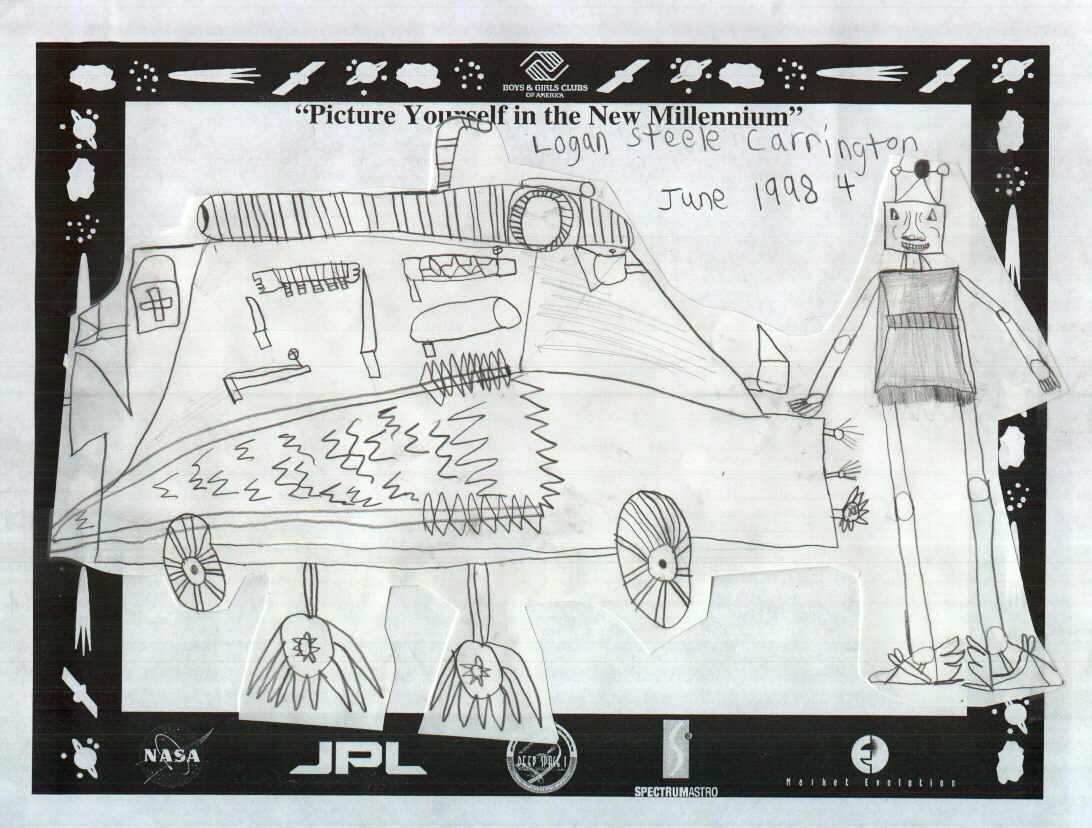 BOYS & GIRLS CLUBS
OF AMERICA
“Picture Yourself in the New Millennium”
Logan Steele Carrington
June 1998 4
NASA
JPL
DEEP SPACE 1
SPECTRUMASTRO
Market Evolution